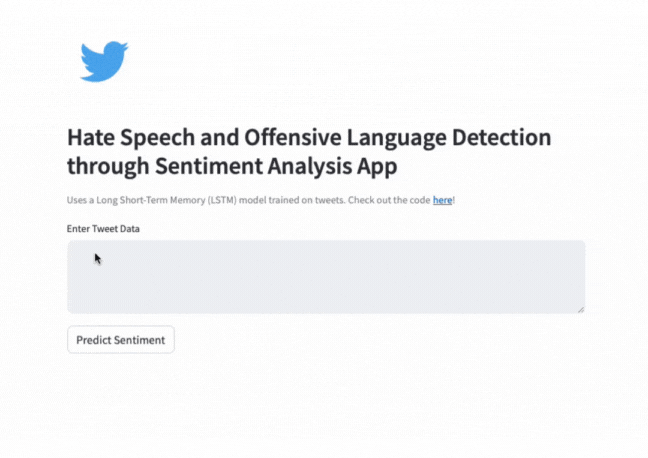 Hate Speech and Offensive Language Detection
through Sentiment Analysis App
Uses a Long Short-Term Memory (LSTM) model trained on tweets. Check out the code here!
Enter Tweet Data
Predict Sentiment